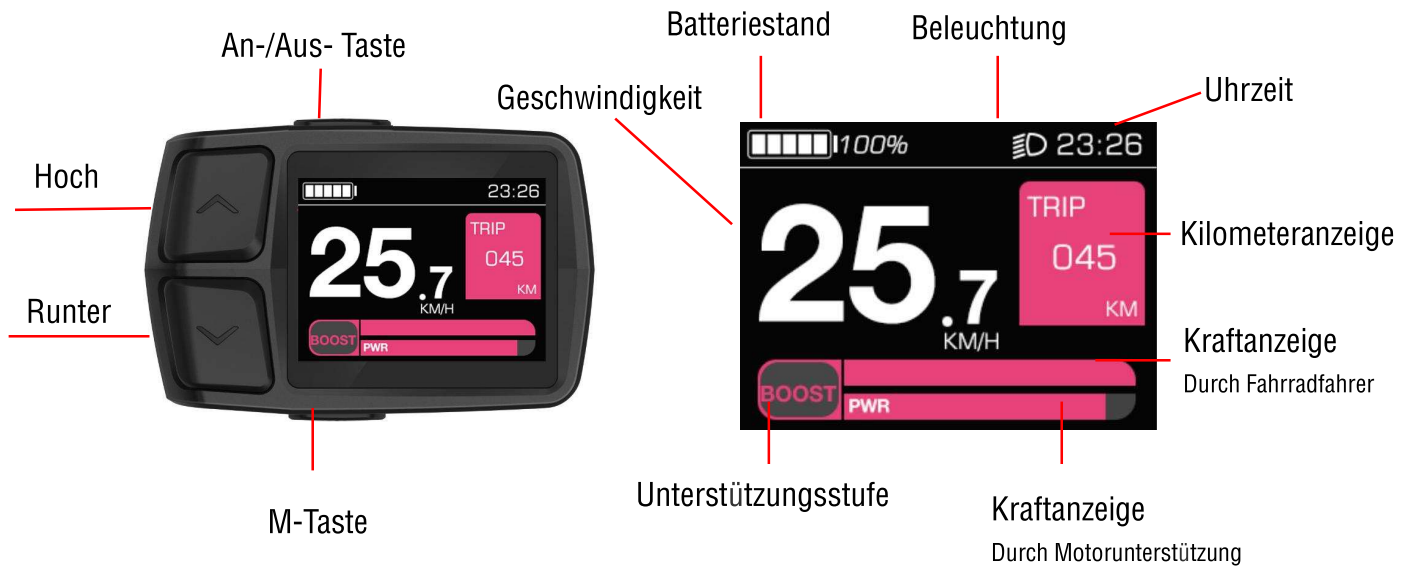 An-/Aus- Taste
Hoch
Runter
M-Taste
23:26
TRIP
25.7
045
KM
KM/H
BOOST
PWR
Batteriestand
Beleuchtung
Geschwindigkeit
Uhrzeit
100%
23:26
TRIP
25.7
045
KM
KM/H
BOOST
PWR
Kilometeranzeige
Kraftanzeige
Durch Fahrradfahrer
Unterstützungsstufe
Kraftanzeige
Durch Motorunterstützung